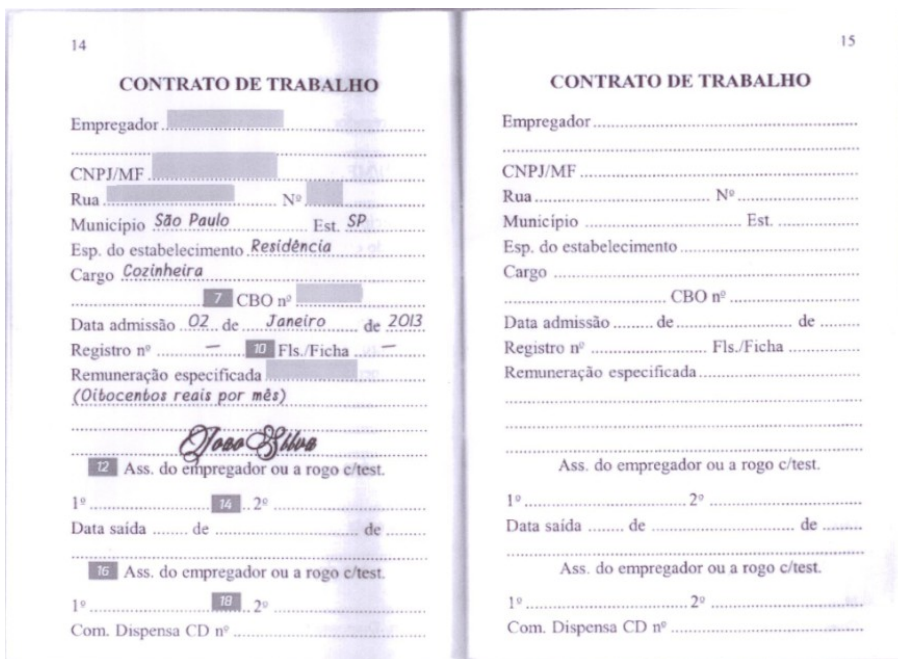 14
CONTRATO DE TRABALHO
Empregador
CNPJ/MF
Rua Nº
Município São Paulo Est. SP
Esp. do estabelecimento Residência
Cargo Cozinheira
7 CBO nº
Data admissão 02 de Janeiro de 2013
Registro nº — 10 Fls./Ficha —
Remuneração especificada
(Oitocentos reais por mês)
Joao Silva
12 Ass. do empregador ou a rogo c/test.
1º 14 2º
Data saída de de
16 Ass. do empregador ou a rogo c/test.
1º 18 2º
Com. Dispensa CD nº
15
CONTRATO DE TRABALHO
Empregador
CNPJ/MF
Rua Nº
Município Est.
Esp. do estabelecimento
Cargo
CBO nº
Data admissão de de
Registro nº Fls./Ficha
Remuneração especificada
Ass. do empregador ou a rogo c/test.
1º 2º
Data saída de de
Ass. do empregador ou a rogo c/test.
1º 2º
Com. Dispensa CD nº